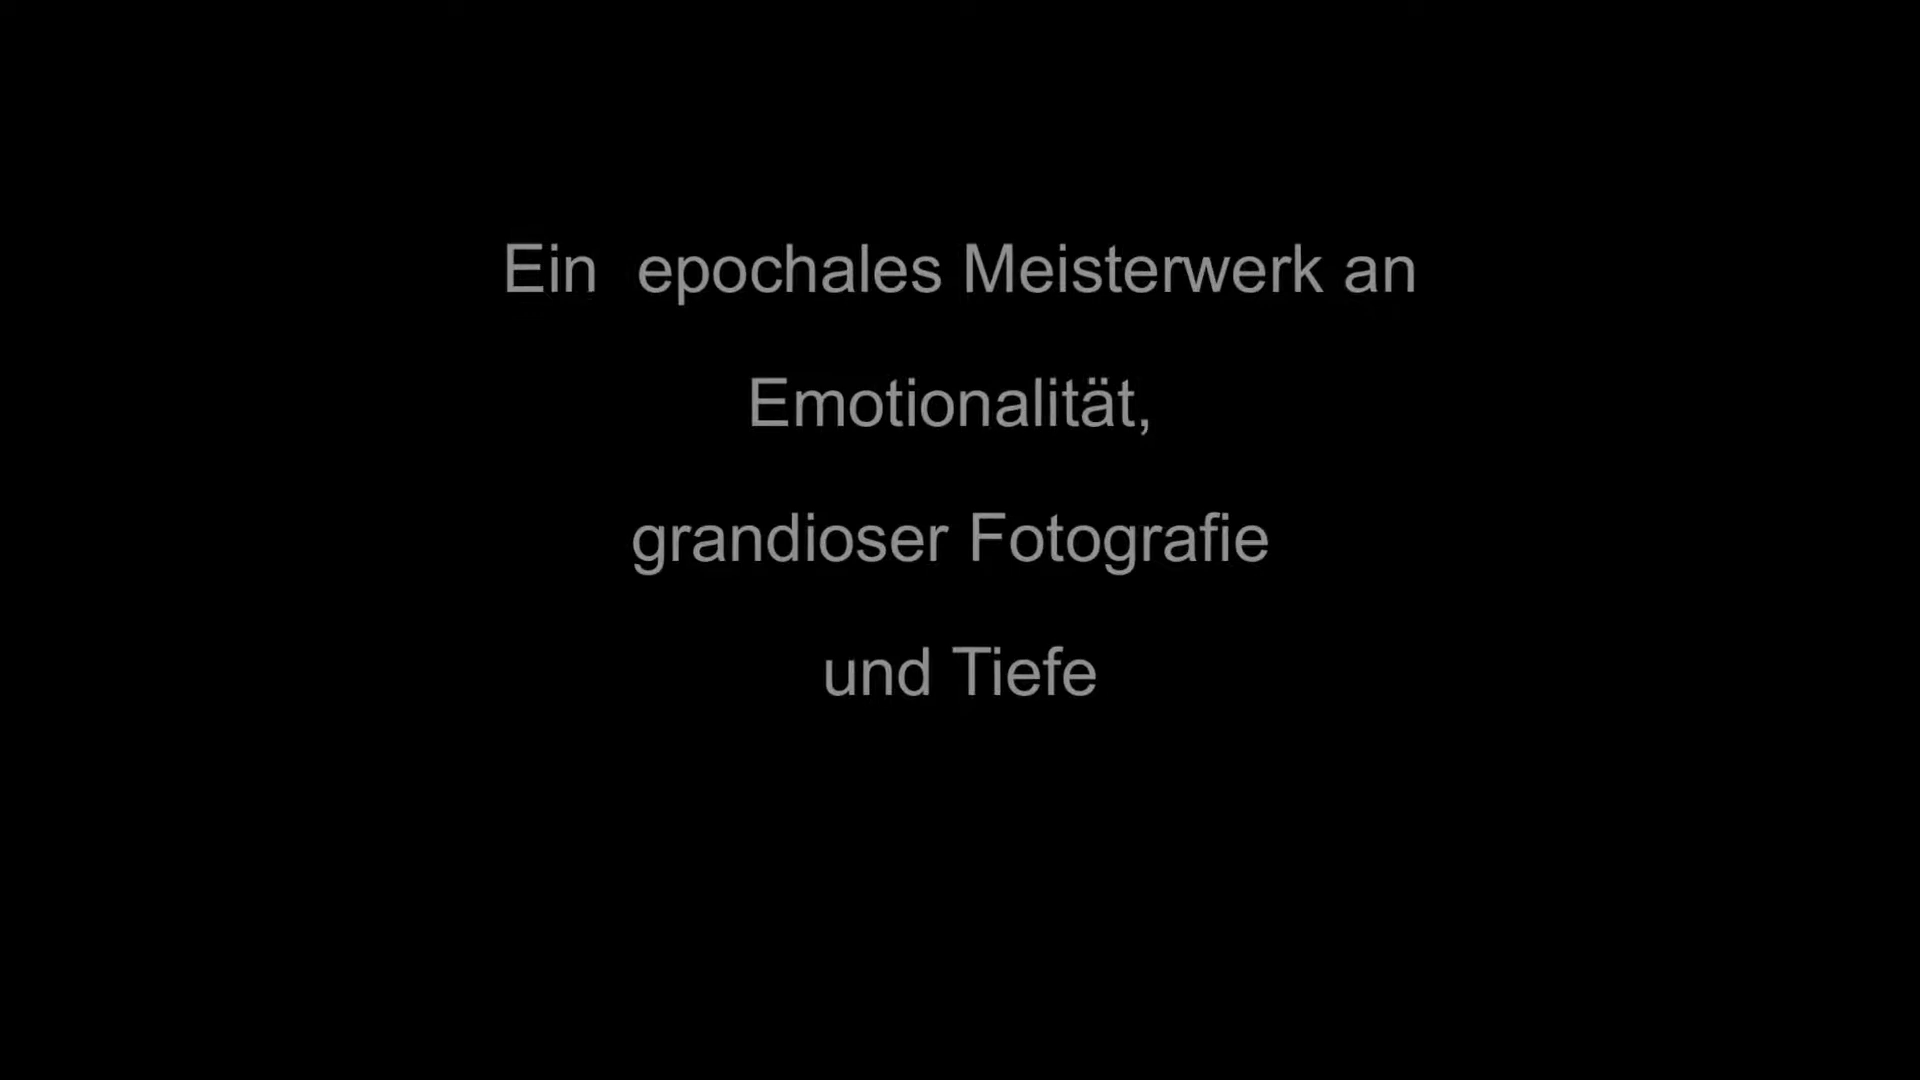 Ein  epochales Meisterwerk an
Emotionalität,
grandioser Fotografie
und Tiefe